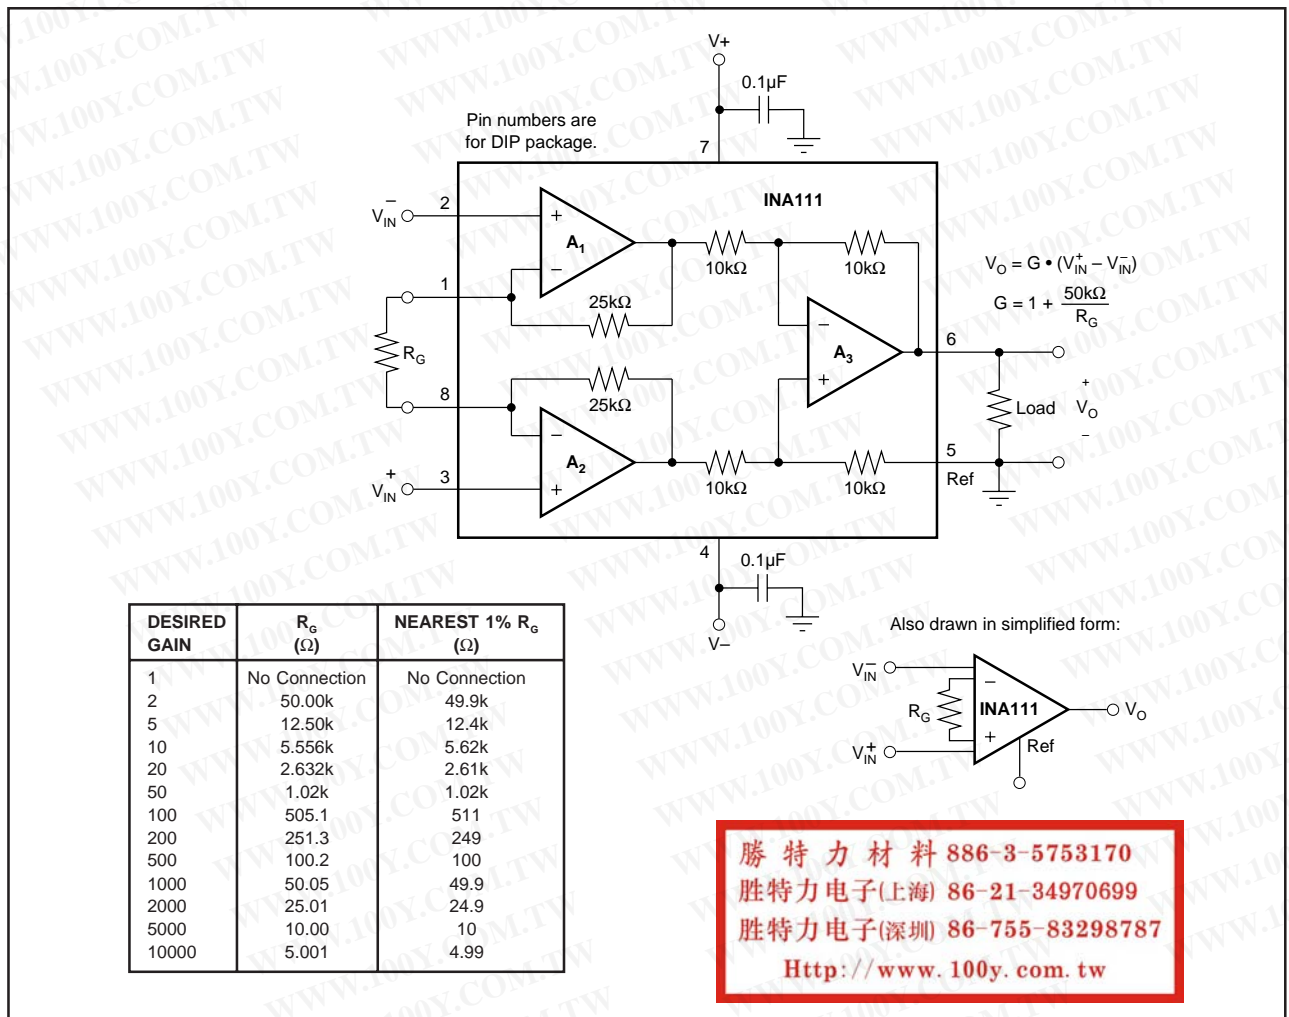 V+
0.1µF
Pin numbers are
for DIP package.
7
INA111
V–IN
2
+
A1
–
10kΩ
10kΩ
VO = G • (V+IN – V–IN)
G = 1 + 50kΩ / RG
1
25kΩ
–
A3
+
6
RG
25kΩ
8
–
A2
+
Load
+
VO
–
V+IN
3
10kΩ
10kΩ
5
Ref
4
0.1µF
V–
DESIRED GAIN | RG (Ω) | NEAREST 1% RG (Ω)
1 | No Connection | No Connection
2 | 50.00k | 49.9k
5 | 12.50k | 12.4k
10 | 5.556k | 5.62k
20 | 2.632k | 2.61k
50 | 1.02k | 1.02k
100 | 505.1 | 511
200 | 251.3 | 249
500 | 100.2 | 100
1000 | 50.05 | 49.9
2000 | 25.01 | 24.9
5000 | 10.00 | 10
10000 | 5.001 | 4.99
Also drawn in simplified form:
V–IN
–
RG
INA111
VO
+
V+IN
Ref
勝 特 力 材 料 886-3-5753170
胜特力电子(上海) 86-21-34970699
胜特力电子(深圳) 86-755-83298787
Http://www.100y.com.tw
WWW.100Y.COM.TW